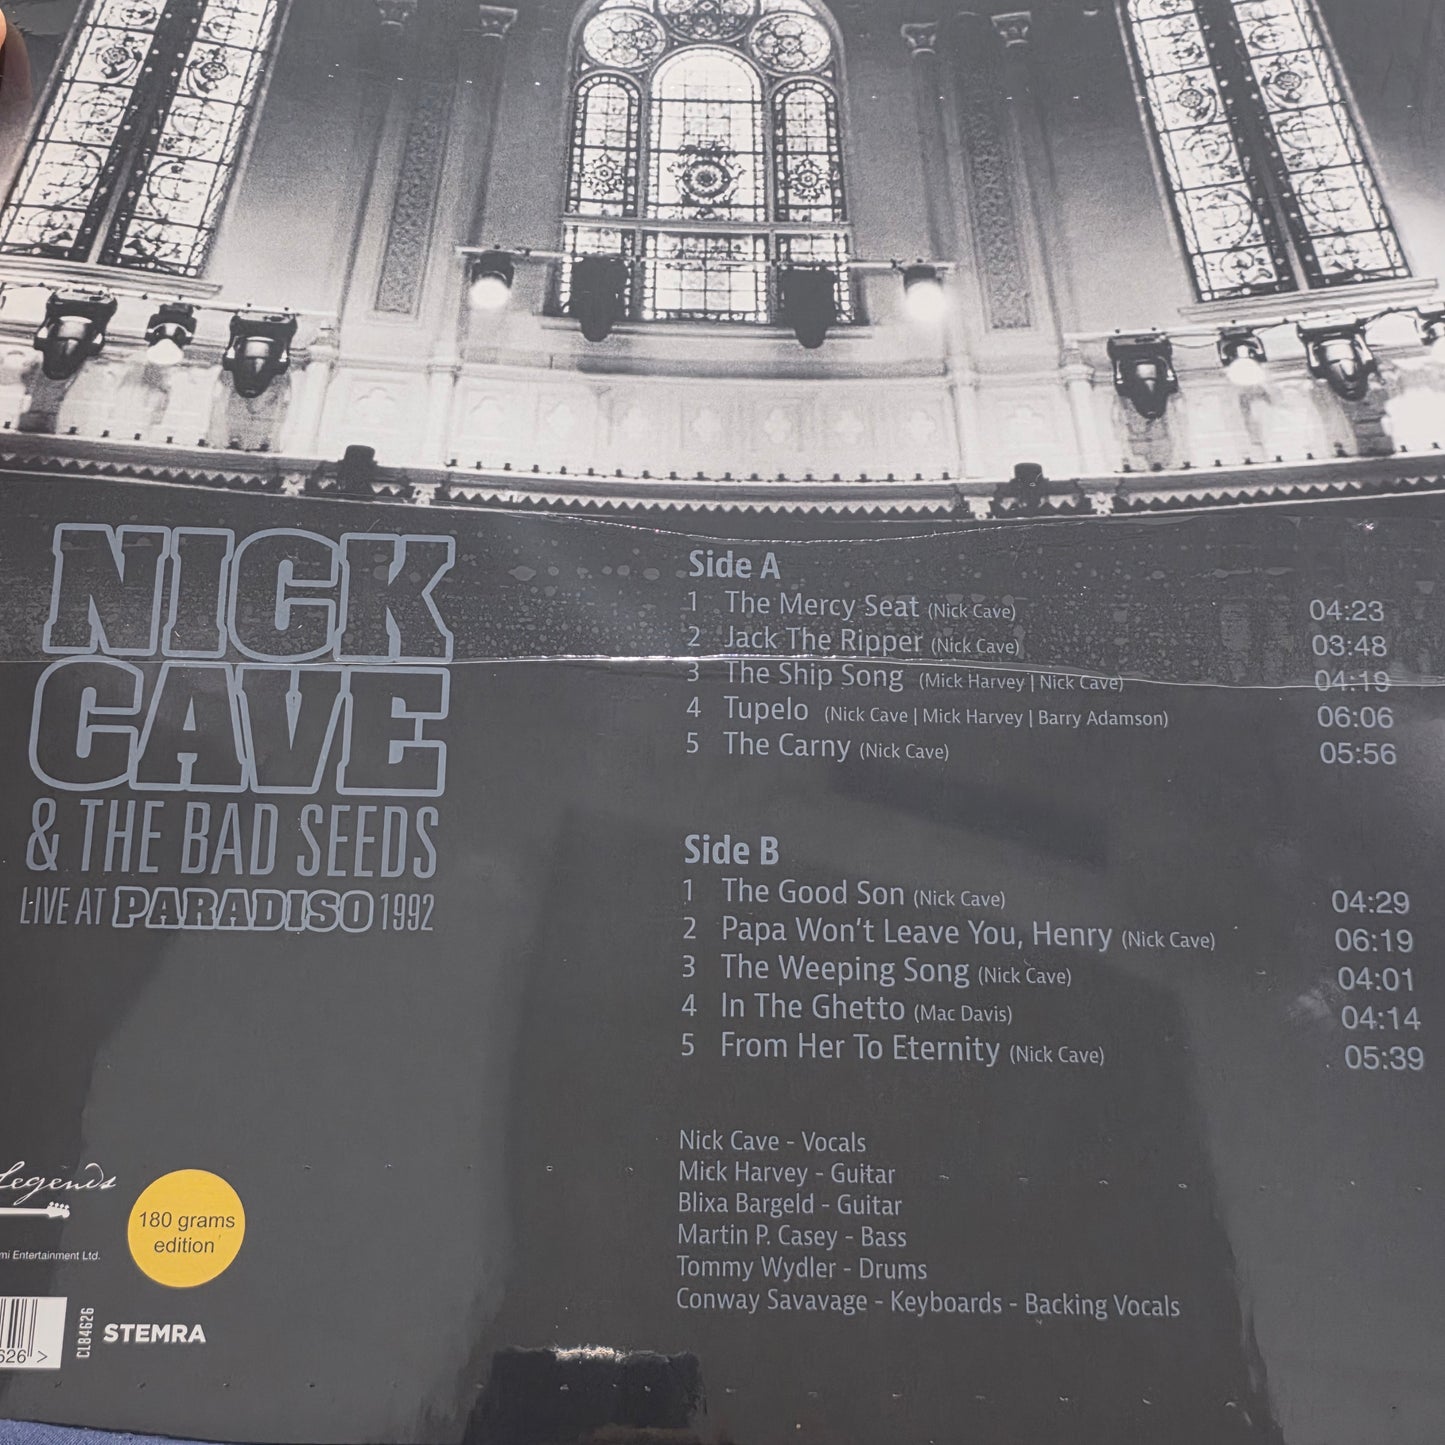 NICK
CAVE
& THE BAD SEEDS
LIVE AT PARADISO 1992
Side A
1 The Mercy Seat (Nick Cave) 04:23
2 Jack The Ripper (Nick Cave) 03:48
3 The Ship Song (Mick Harvey | Nick Cave) 04:19
4 Tupelo (Nick Cave | Mick Harvey | Barry Adamson) 06:06
5 The Carny (Nick Cave) 05:56
Side B
1 The Good Son (Nick Cave) 04:29
2 Papa Won't Leave You, Henry (Nick Cave) 06:19
3 The Weeping Song (Nick Cave) 04:01
4 In The Ghetto (Mac Davis) 04:14
5 From Her To Eternity (Nick Cave) 05:39
Nick Cave - Vocals
Mick Harvey - Guitar
Blixa Bargeld - Guitar
Martin P. Casey - Bass
Tommy Wydler - Drums
Conway Savavage - Keyboards - Backing Vocals
Legends
Entertainment Ltd.
180 grams
edition
626 >
CLB4626
STEMRA